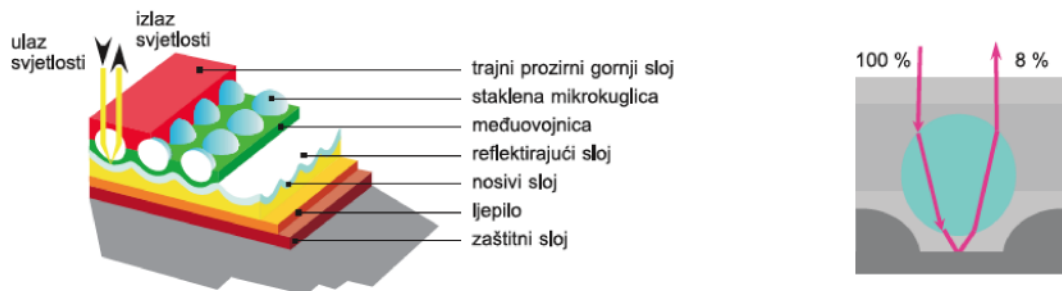 ulaz
svjetlosti
izlaz
svjetlosti
trajni prozirni gornji sloj
staklena mikrokuglica
međuovojnica
reflektirajući sloj
nosivi sloj
ljepilo
zaštitni sloj
100 %
8 %